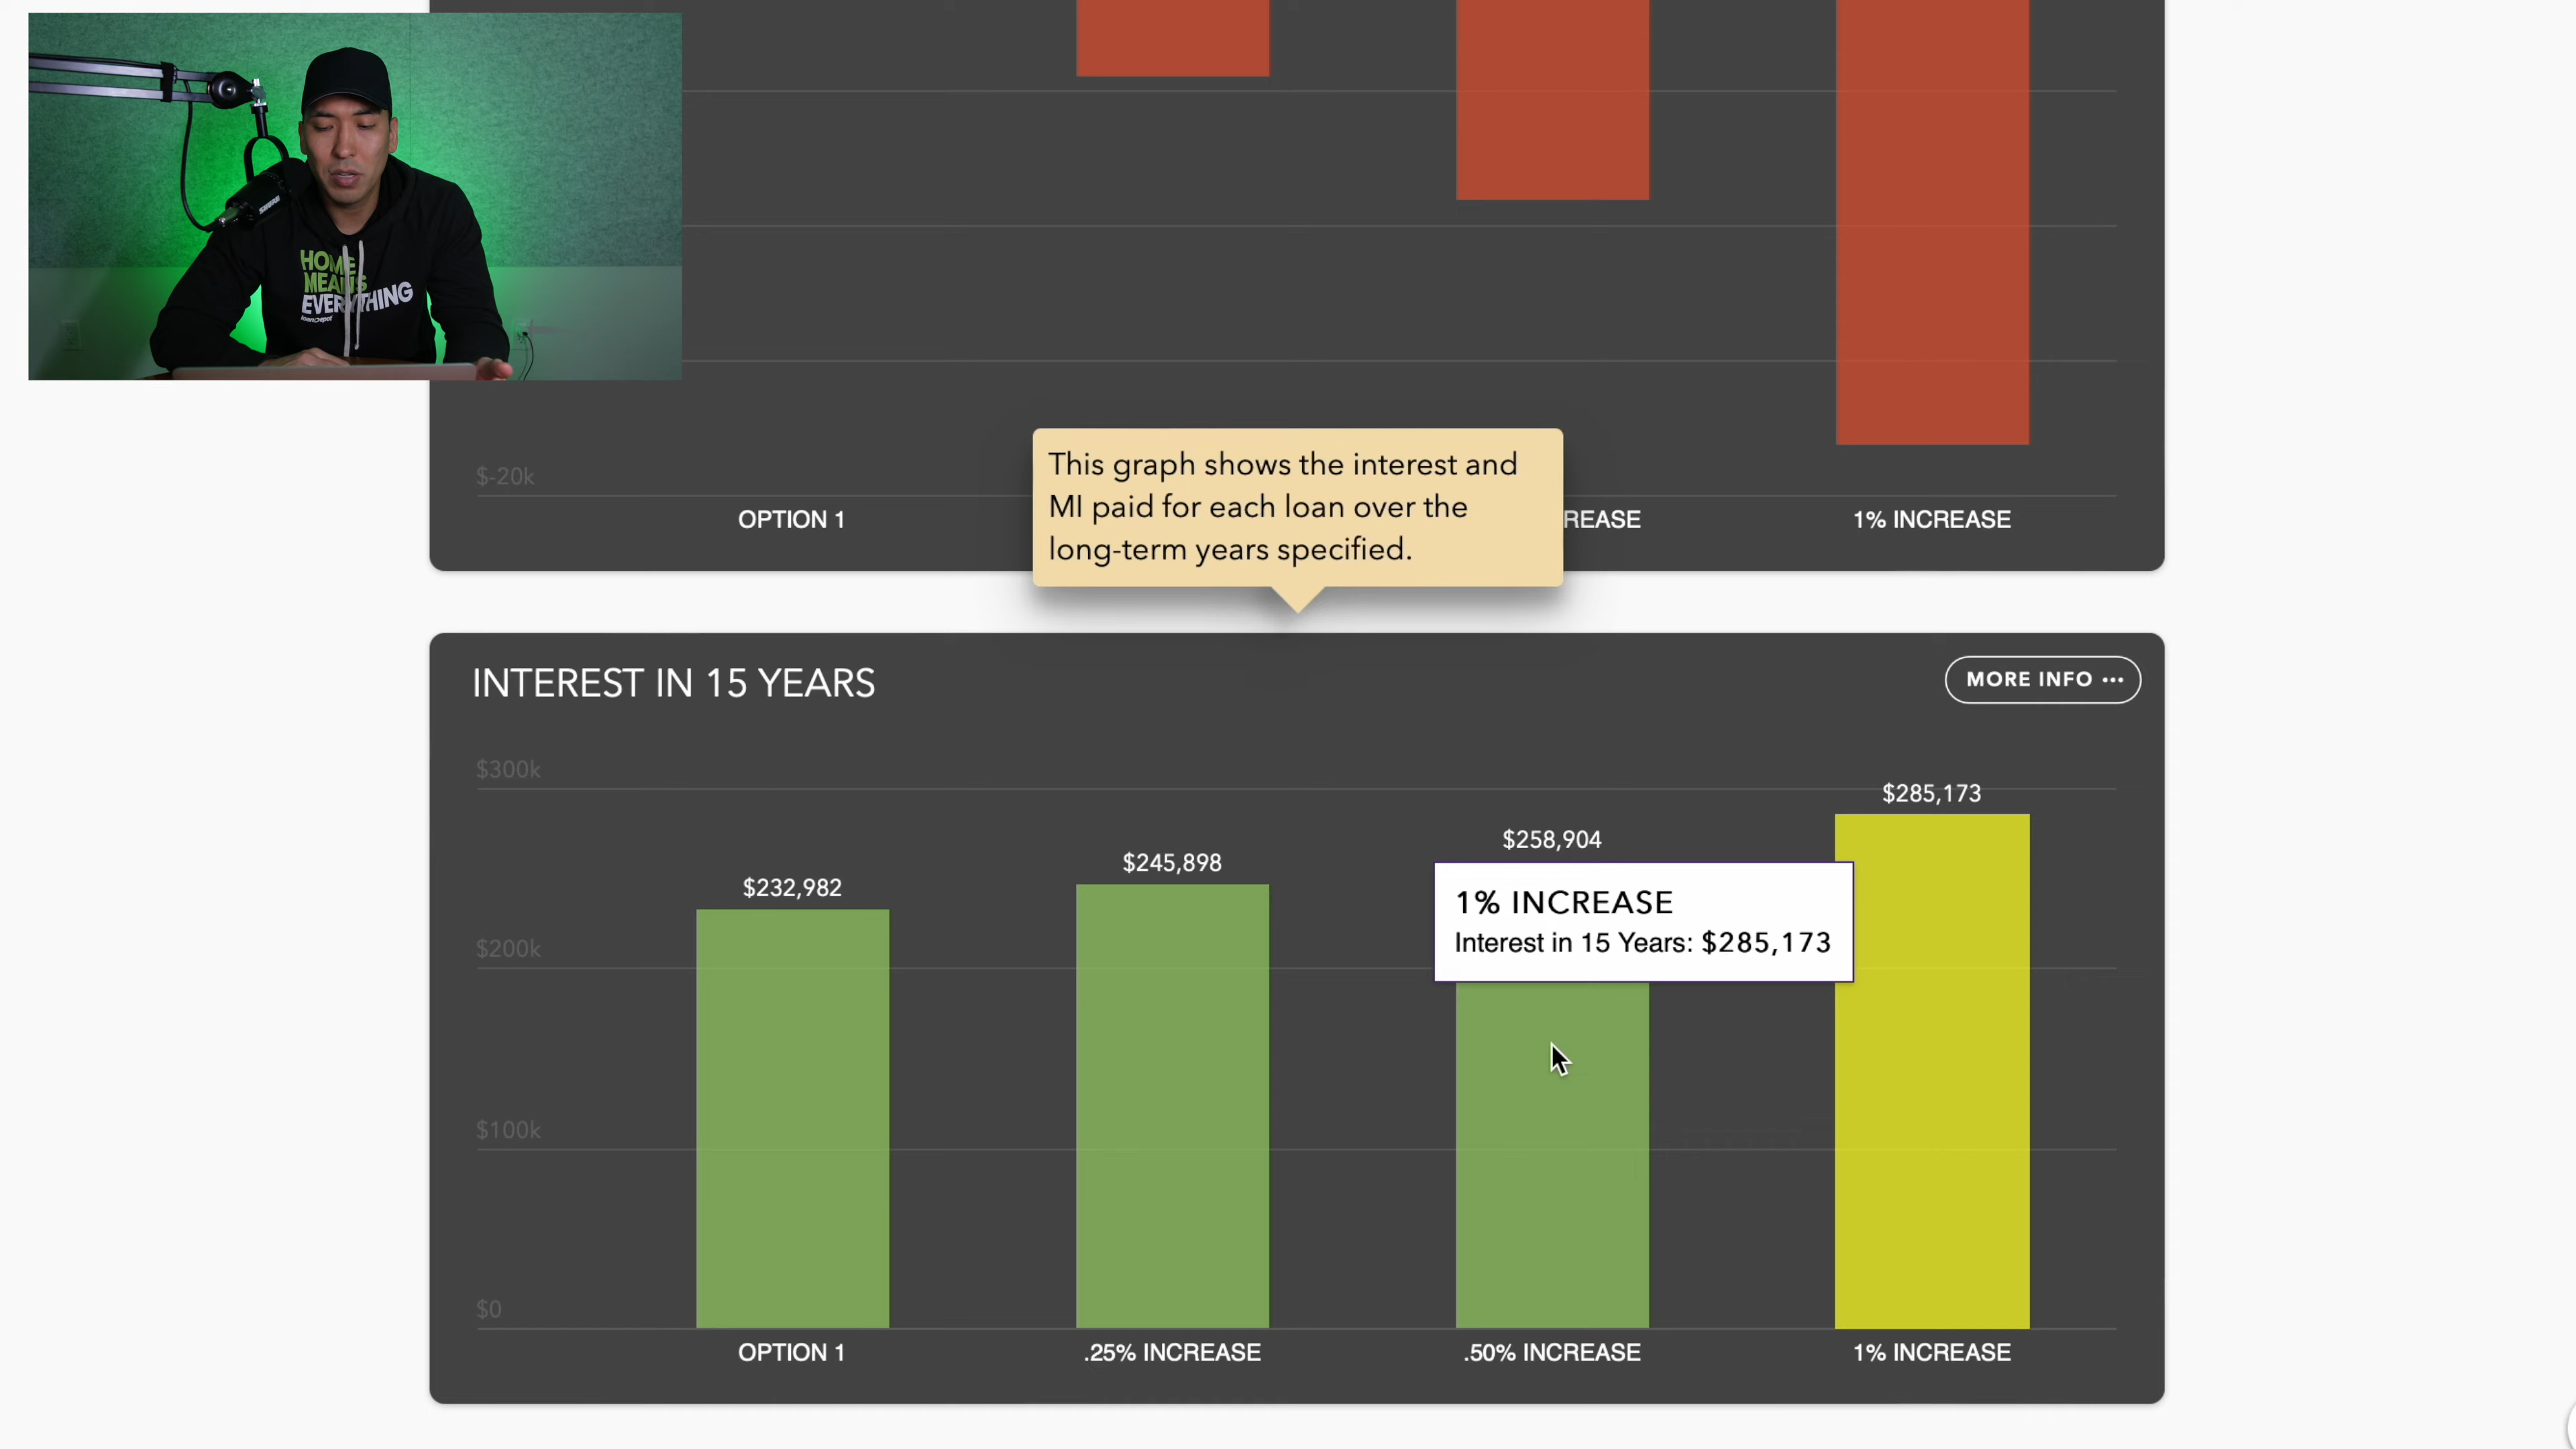 HOME
MEANS
EVERYTHING
loanDepot
SHURE
$-20k
OPTION 1
REASE
1% INCREASE
This graph shows the interest and
MI paid for each loan over the
long-term years specified.
INTEREST IN 15 YEARS
MORE INFO •••
$300k
$285,173
$258,904
$245,898
$232,982
1% INCREASE
Interest in 15 Years: $285,173
$200k
$100k
$0
OPTION 1
.25% INCREASE
.50% INCREASE
1% INCREASE